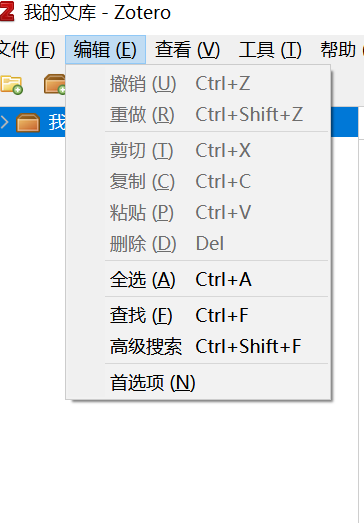 我的文库 - Zotero
文件 (F) 编辑 (E) 查看 (V) 工具 (T) 帮助 (
撤销 (U) Ctrl+Z
重做 (R) Ctrl+Shift+Z
我
剪切 (T) Ctrl+X
复制 (C) Ctrl+C
粘贴 (P) Ctrl+V
删除 (D) Del
全选 (A) Ctrl+A
查找 (F) Ctrl+F
高级搜索 Ctrl+Shift+F
首选项 (N)